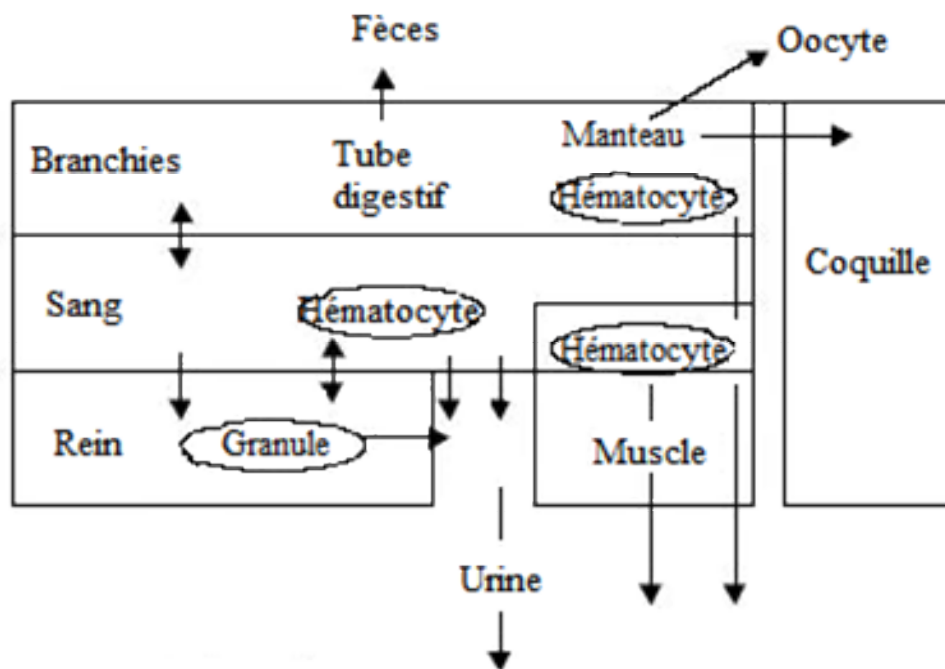 Fèces
Oocyte
Branchies
Tube
digestif
Manteau
Hématocyte
Coquille
Sang
Hématocyte
Hématocyte
Rein
Granule
Muscle
Urine